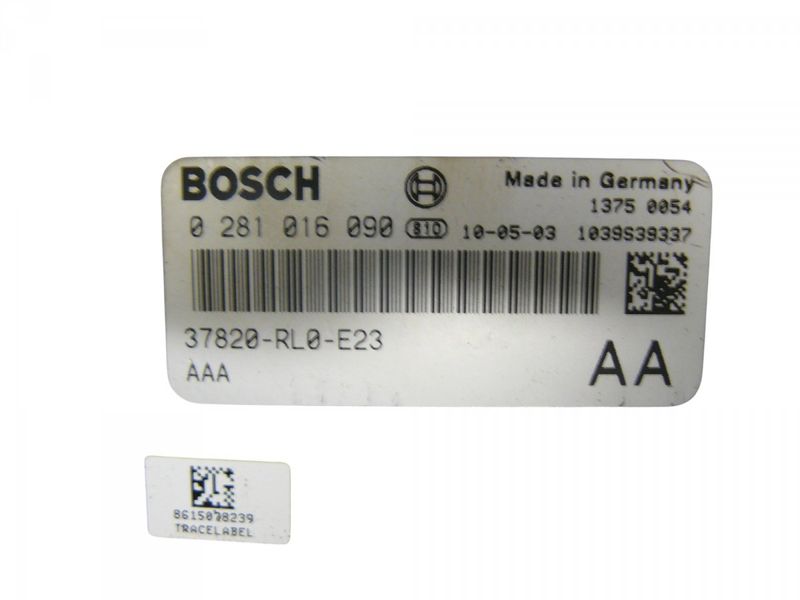 BOSCH Made in Germany
1375 0054
0 281 016 090 810 10-05-03 1039S39337
37820-RL0-E23
AAA AA
8615078239
TRACELABEL